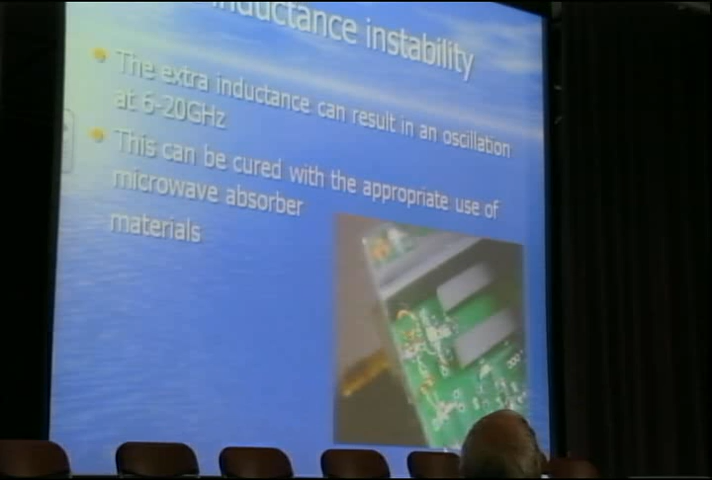 inductance instability
The extra inductance can result in an oscillation
at 6-20GHz
This can be cured with the appropriate use of
microwave absorber
materials